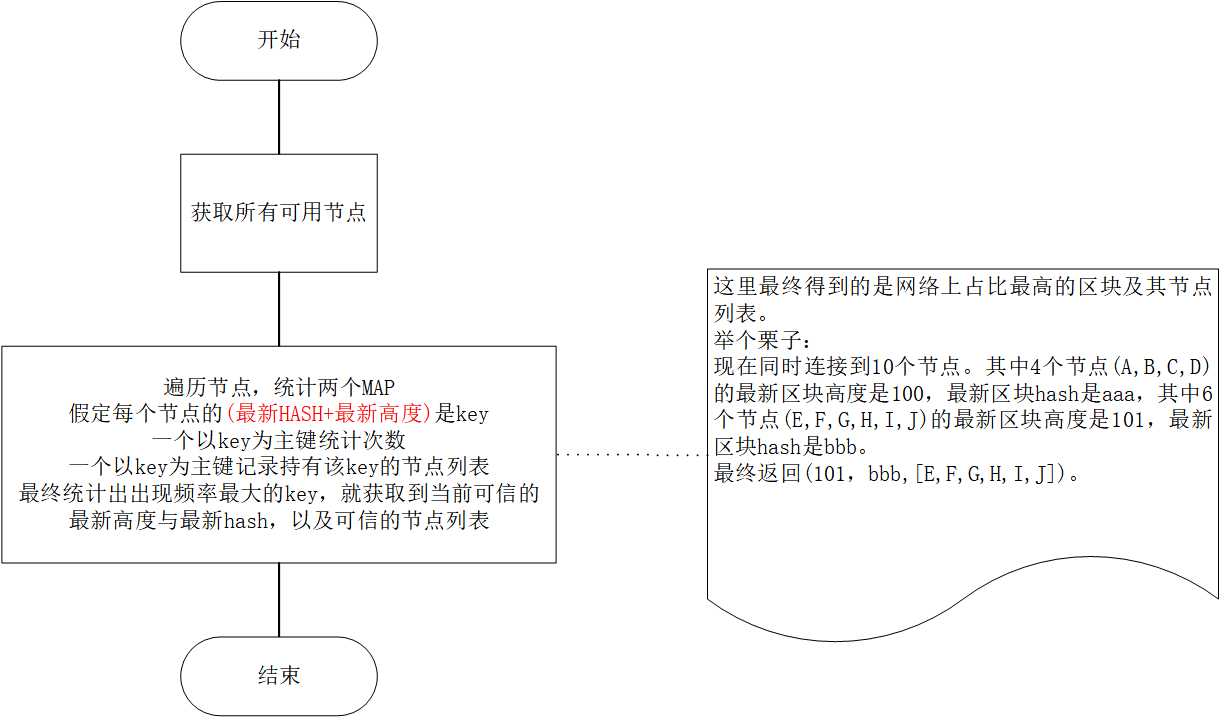 开始
获取所有可用节点
遍历节点，统计两个MAP
假定每个节点的(最新HASH+最新高度)是key
一个以key为主键统计次数
一个以key为主键记录持有该key的节点列表
最终统计出出现频率最大的key，就获取到当前可信的
最新高度与最新hash，以及可信的节点列表
结束
这里最终得到的是网络上占比最高的区块及其节点
列表。
举个栗子：
现在同时连接到10个节点。其中4个节点(A,B,C,D)
的最新区块高度是100，最新区块hash是aaa，其中6
个节点(E,F,G,H,I,J)的最新区块高度是101，最新
区块hash是bbb。
最终返回(101，bbb,[E,F,G,H,I,J])。